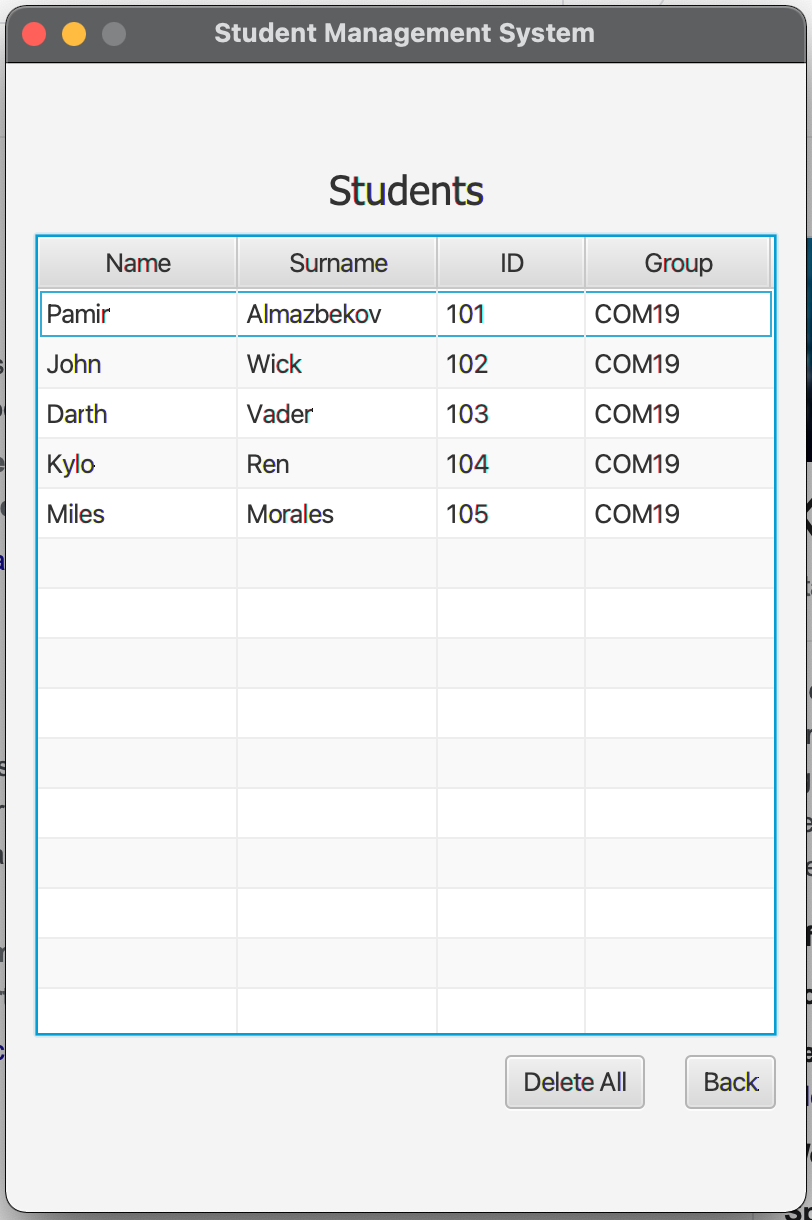 Student Management System
Students
Name Surname ID Group
Pamir Almazbekov 101 COM19
John Wick 102 COM19
Darth Vader 103 COM19
Kylo Ren 104 COM19
Miles Morales 105 COM19
Delete All Back